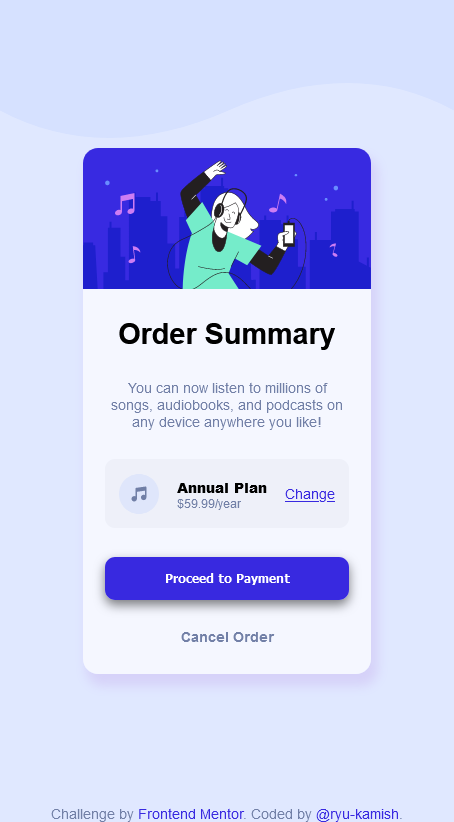 Order Summary
You can now listen to millions of
songs, audiobooks, and podcasts on
any device anywhere you like!
Annual Plan
$59.99/year
Change
Proceed to Payment
Cancel Order
Challenge by Frontend Mentor. Coded by @ryu-kamish.